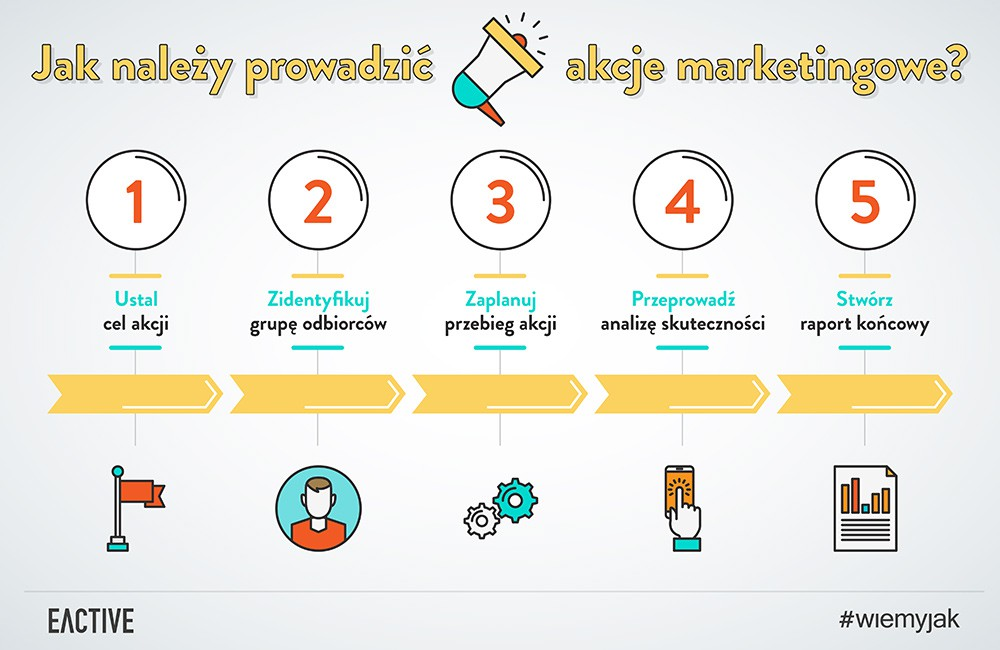 Jak należy prowadzić akcje marketingowe?
1
Ustal
cel akcji
2
Zidentyfikuj
grupę odbiorców
3
Zaplanuj
przebieg akcji
4
Przeprowadź
analizę skuteczności
5
Stwórz
raport końcowy
EACTIVE
#wiemyjak